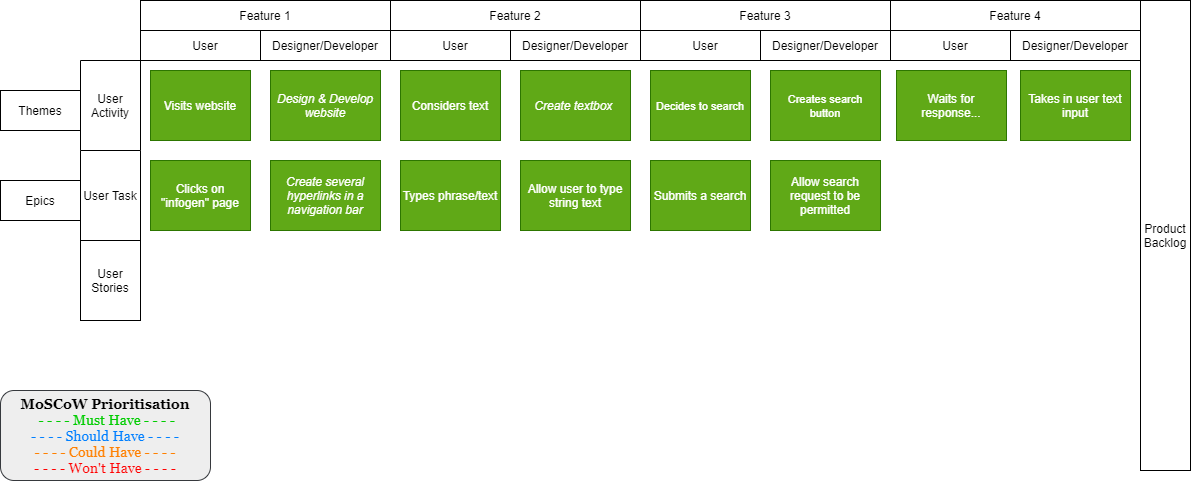 Feature 1
Feature 2
Feature 3
Feature 4
User
Designer/Developer
User
Designer/Developer
User
Designer/Developer
User
Designer/Developer
Themes
User
Activity
Visits website
Design & Develop
website
Considers text
Create textbox
Decides to search
Creates search
button
Waits for
response...
Takes in user text
input
Epics
User Task
Clicks on
"infogen" page
Create several
hyperlinks in a
navigation bar
Types phrase/text
Allow user to type
string text
Submits a search
Allow search
request to be
permitted
Product
Backlog
User
Stories
MoSCoW Prioritisation
- - - - Must Have - - - -
- - - - Should Have - - - -
- - - - Could Have - - - -
- - - - Won't Have - - - -